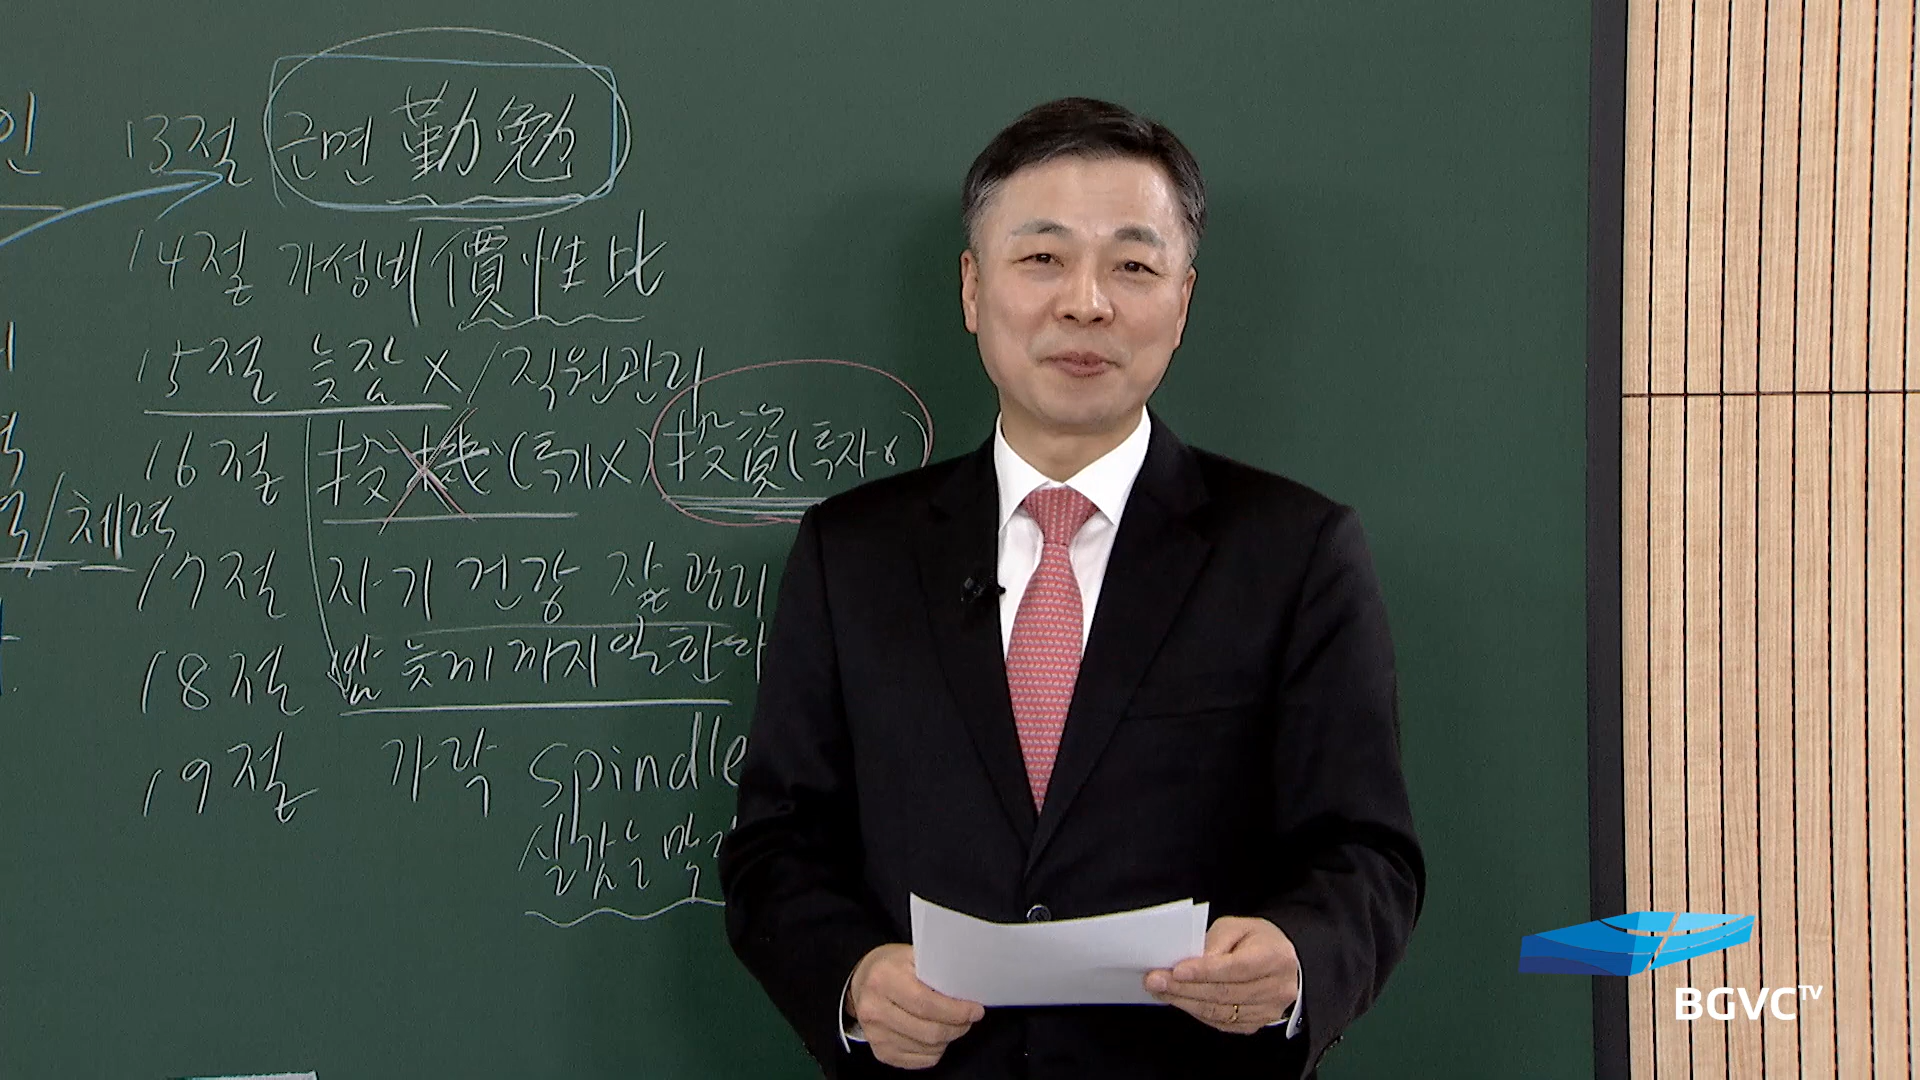 인
13절 근면 勤勉
14절 가성비 價性比
15절 늦잠 X / 직원관리
16절 投機 (투기X) 投資 (투자
/체력
17절 자기 건강 잘 관리
18절 밤 늦게까지 일한다
19절 가락 spindle
실감는 막
BGVC TV